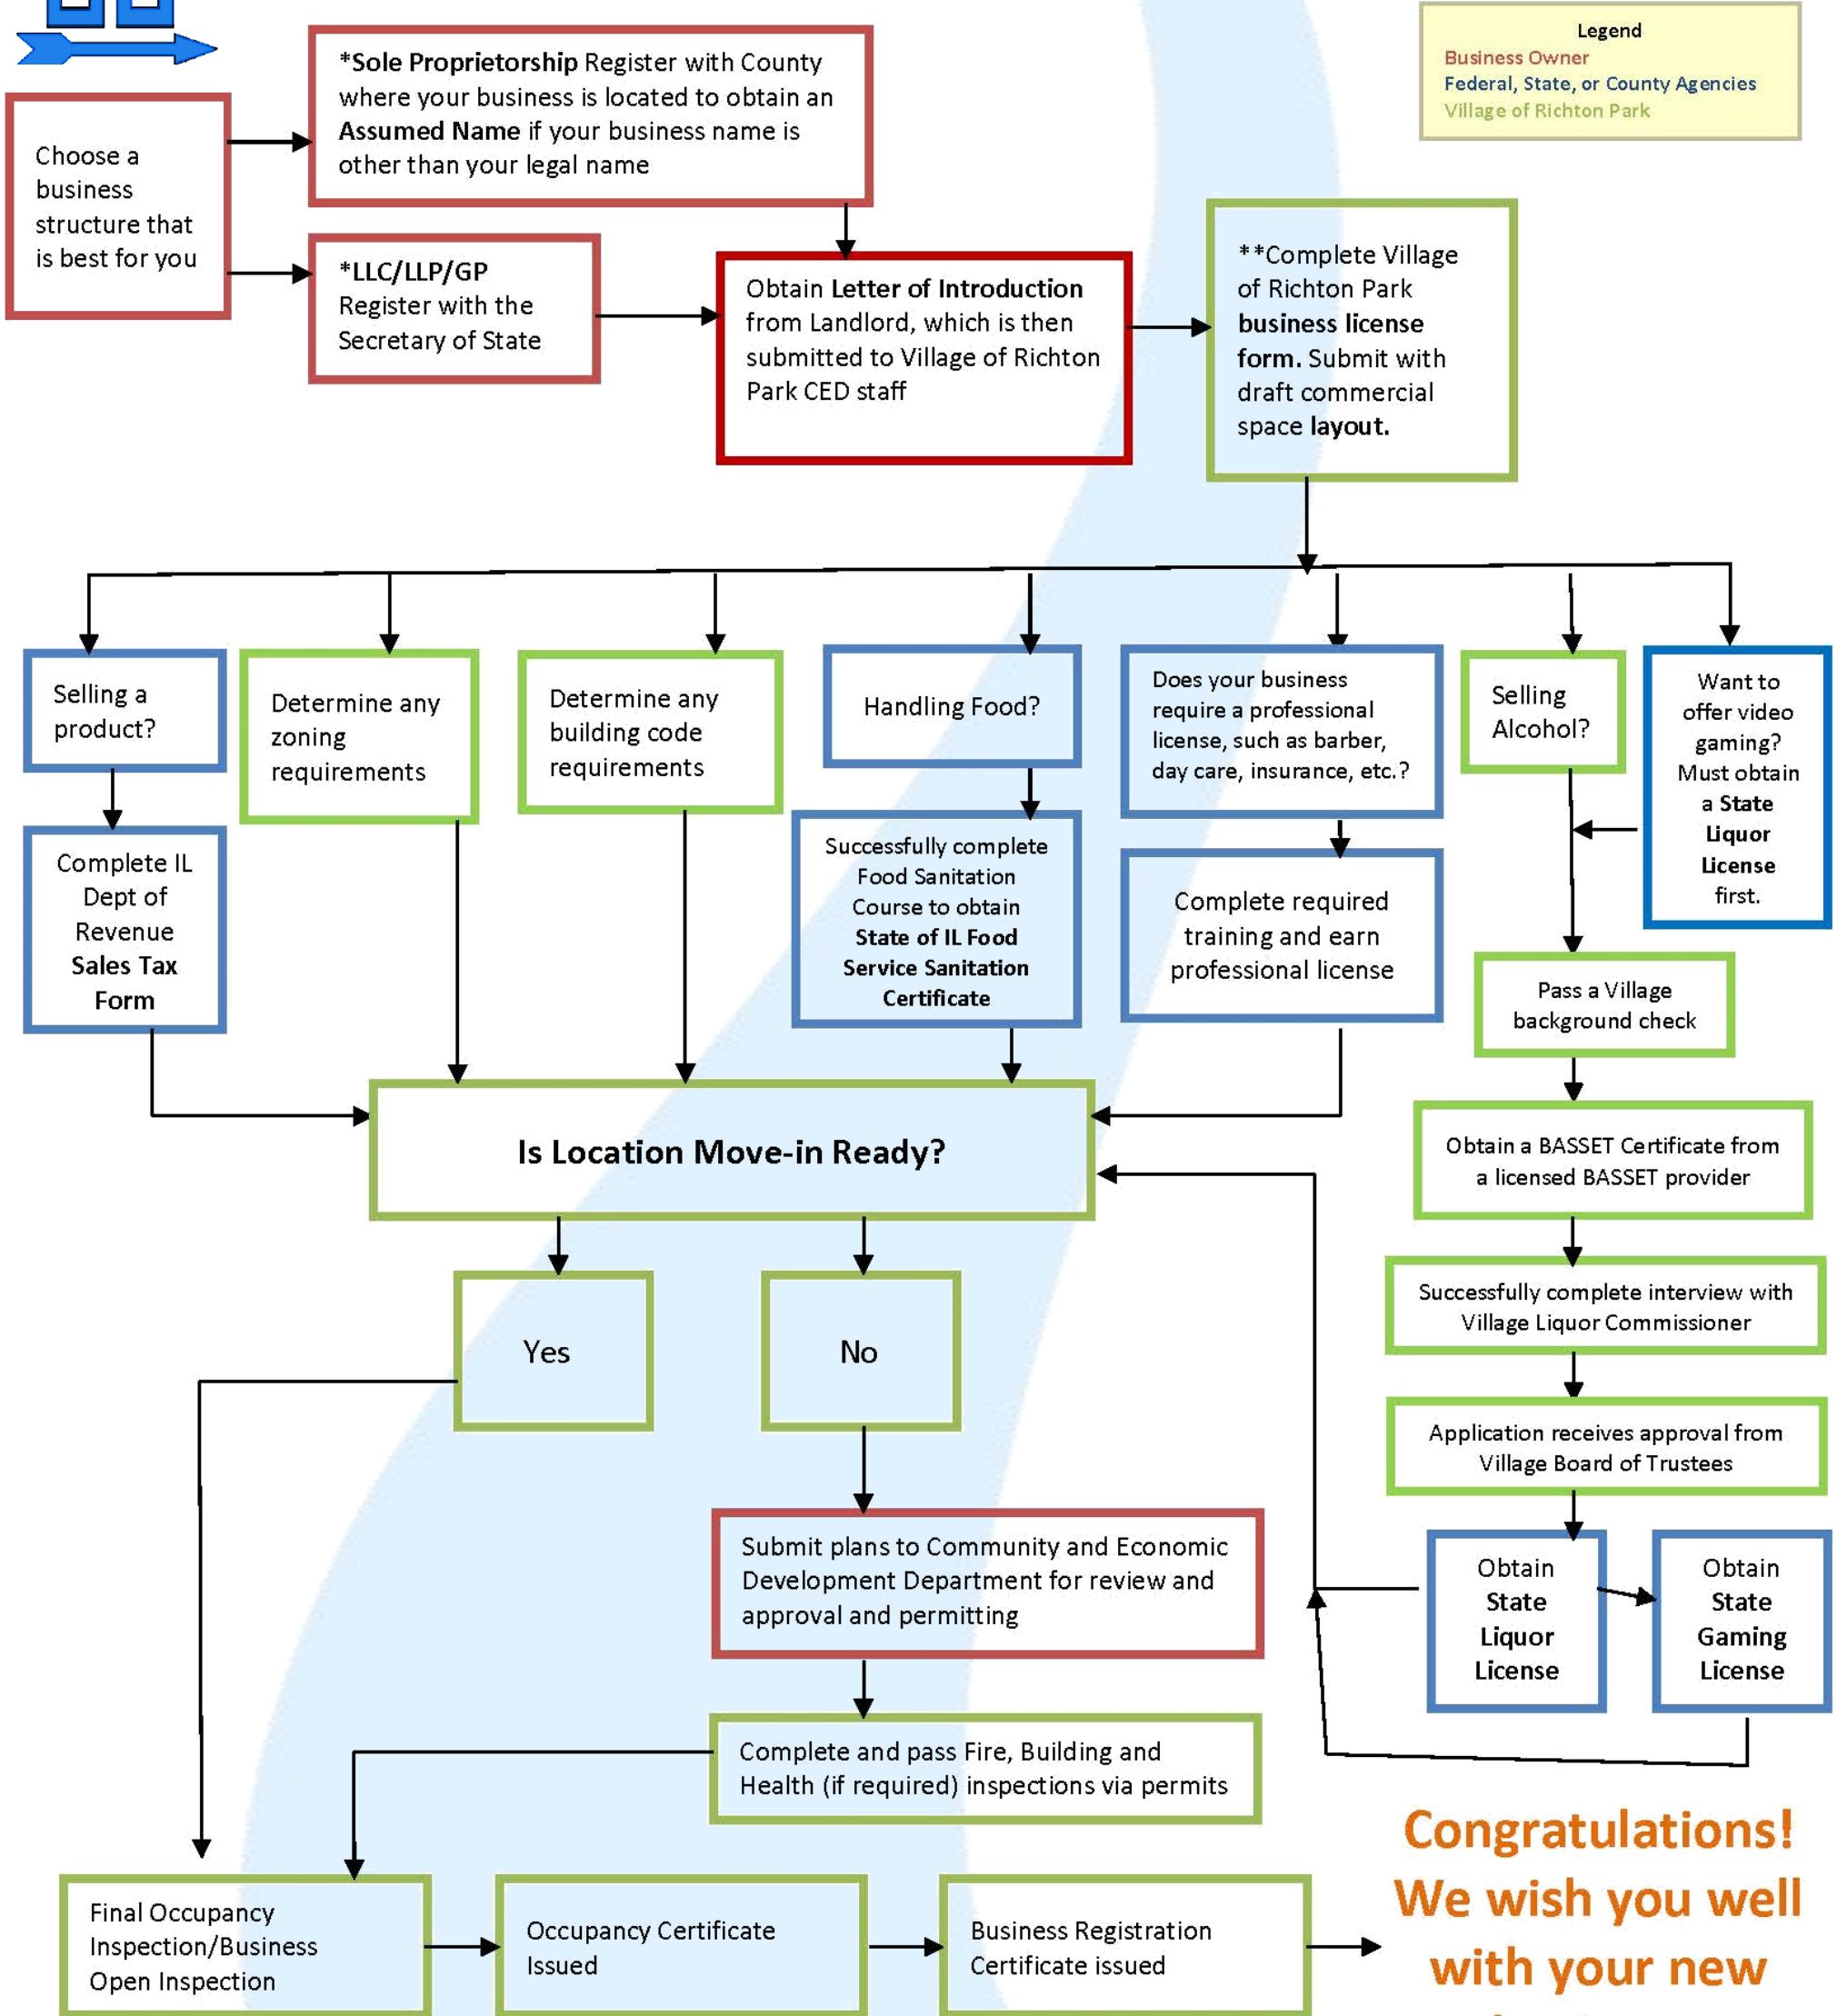 Legend
Business Owner
Federal, State, or County Agencies
Village of Richton Park
*Sole Proprietorship Register with County
where your business is located to obtain an
Assumed Name if your business name is
other than your legal name
Choose a
business
structure that
is best for you
*LLC/LLP/GP
Register with the
Secretary of State
Obtain Letter of Introduction
from Landlord, which is then
submitted to Village of Richton
Park CED staff
**Complete Village
of Richton Park
business license
form. Submit with
draft commercial
space layout.
Selling a
product?
Determine any
zoning
requirements
Determine any
building code
requirements
Handling Food?
Does your business
require a professional
license, such as barber,
day care, insurance, etc.?
Selling
Alcohol?
Want to
offer video
gaming?
Must obtain
a State
Liquor
License
first.
Complete IL
Dept of
Revenue
Sales Tax
Form
Successfully complete
Food Sanitation
Course to obtain
State of IL Food
Service Sanitation
Certificate
Complete required
training and earn
professional license
Pass a Village
background check
Is Location Move-in Ready?
Obtain a BASSET Certificate from
a licensed BASSET provider
Yes
No
Successfully complete interview with
Village Liquor Commissioner
Application receives approval from
Village Board of Trustees
Submit plans to Community and Economic
Development Department for review and
approval and permitting
Obtain
State
Liquor
License
Obtain
State
Gaming
License
Complete and pass Fire, Building and
Health (if required) inspections via permits
Final Occupancy
Inspection/Business
Open Inspection
Occupancy Certificate
Issued
Business Registration
Certificate issued
Congratulations!
We wish you well
with your new